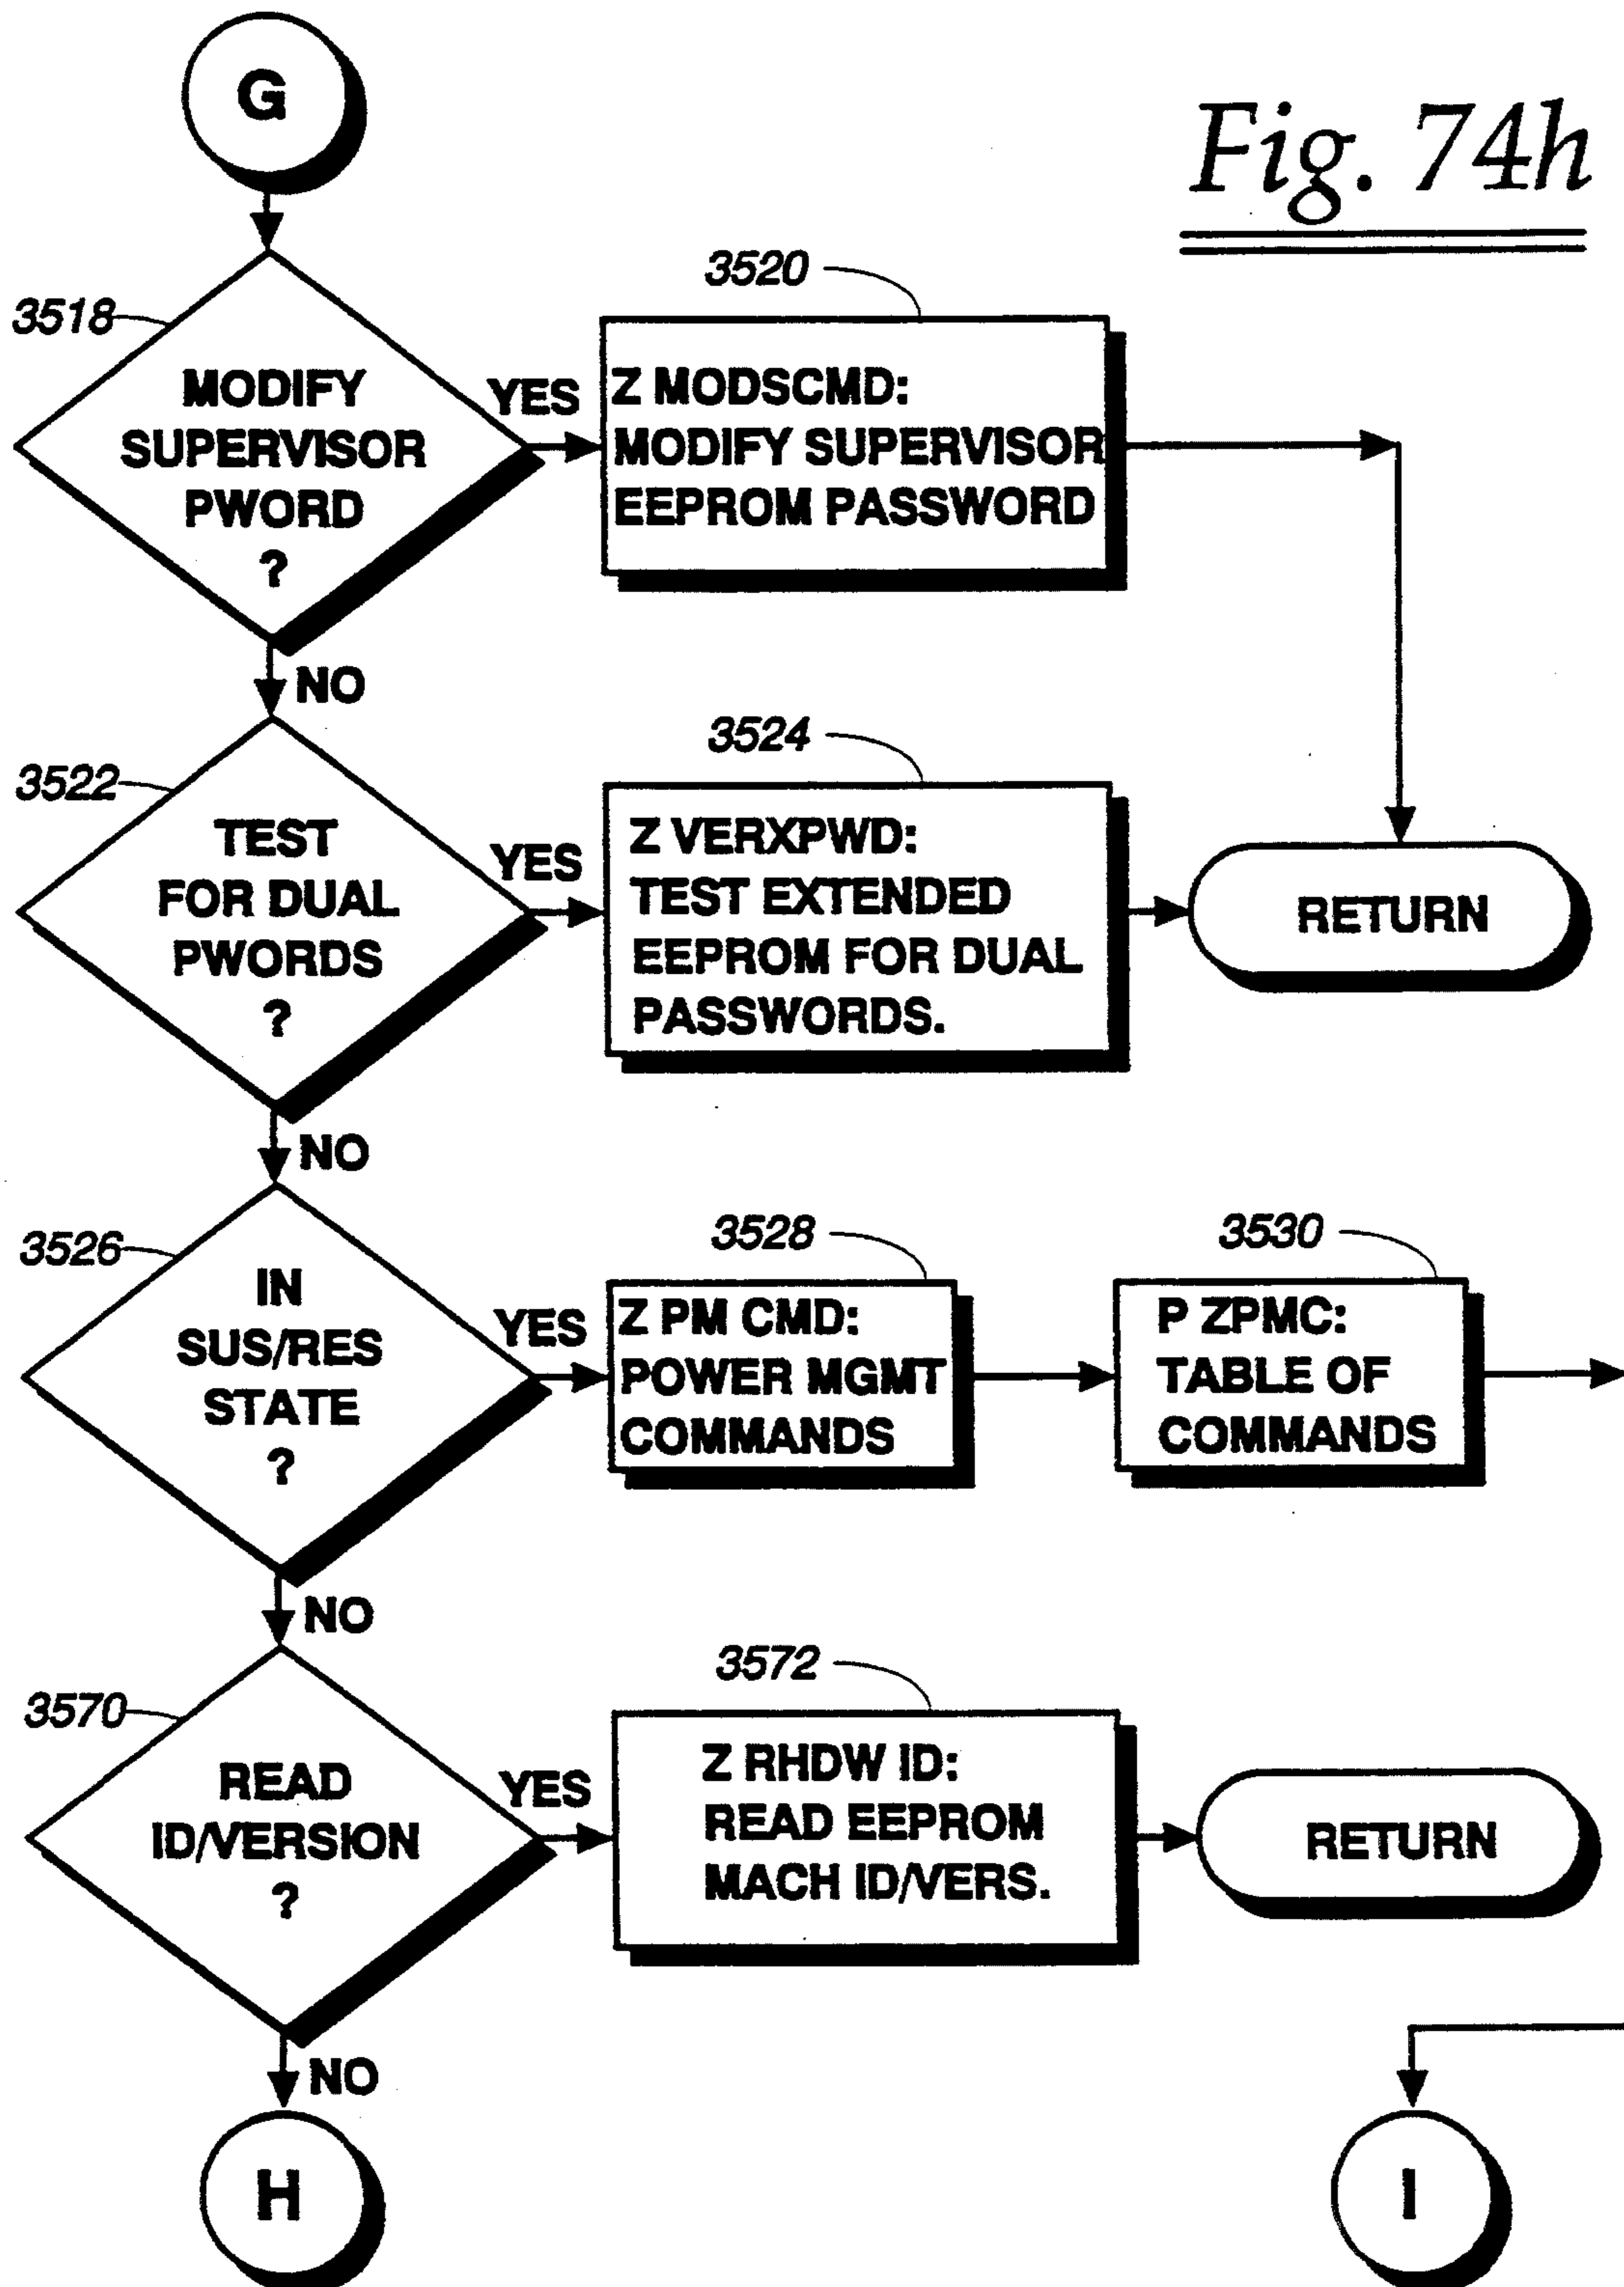 G
Fig. 74h
3518
MODIFY
SUPERVISOR
PWORD
?
YES
3520
Z MODSCMD:
MODIFY SUPERVISOR
EEPROM PASSWORD
NO
3522
TEST
FOR DUAL
PWORDS
?
YES
3524
Z VERXPWD:
TEST EXTENDED
EEPROM FOR DUAL
PASSWORDS.
RETURN
NO
3526
IN
SUS/RES
STATE
?
YES
3528
Z PM CMD:
POWER MGMT
COMMANDS
3530
P ZPMC:
TABLE OF
COMMANDS
NO
3570
READ
ID/VERSION
?
YES
3572
Z RHDW ID:
READ EEPROM
MACH ID/VERS.
RETURN
NO
H
I